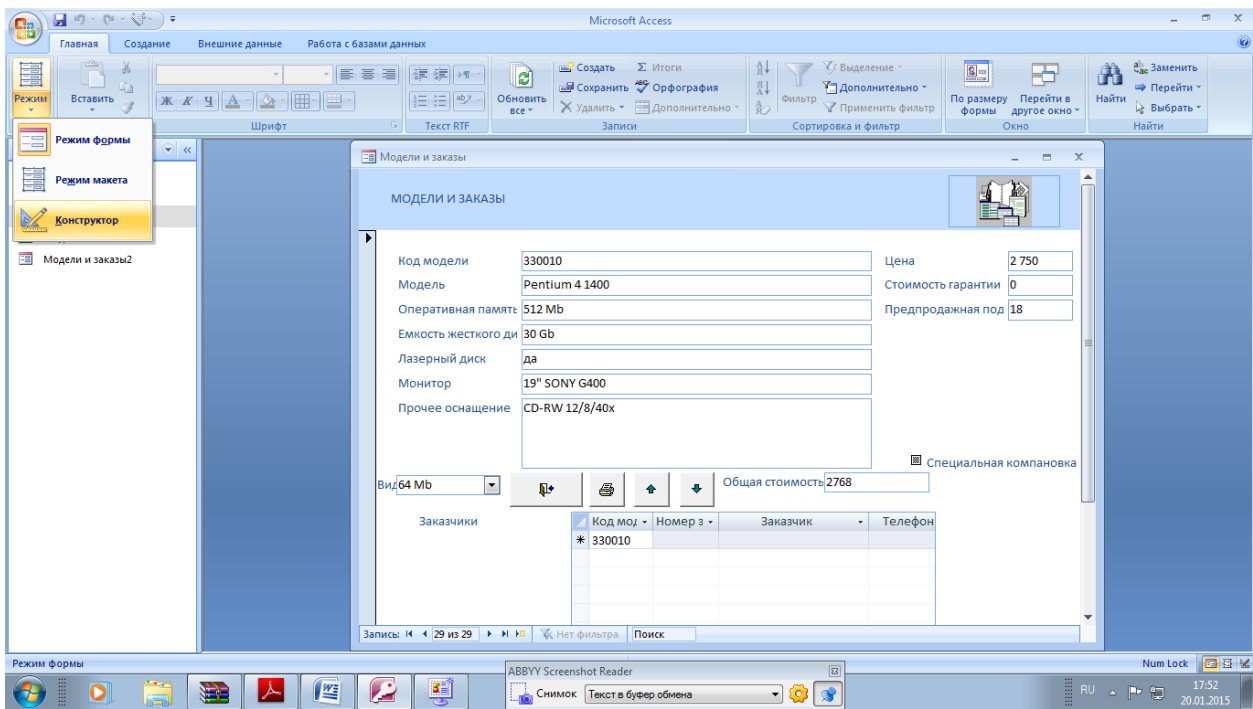 Microsoft Access
Главная Создание Внешние данные Работа с базами данных
Режим Вставить
Ж К Ч А
Шрифт
Текст RTF
Обновить все
Создать Итоги
Сохранить Орфография
Удалить Дополнительно
Записи
Фильтр
Выделение
Дополнительно
Применить фильтр
Сортировка и фильтр
По размеру формы
Перейти в другое окно
Окно
Найти
Заменить
Перейти
Выбрать
Найти
Режим формы
Режим макета
Конструктор
Модели и заказы2
Модели и заказы
МОДЕЛИ И ЗАКАЗЫ
Код модели 330010 Цена 2 750
Модель Pentium 4 1400 Стоимость гарантии 0
Оперативная память 512 Mb Предпродажная под 18
Емкость жесткого ди 30 Gb
Лазерный диск да
Монитор 19" SONY G400
Прочее оснащение CD-RW 12/8/40x
Специальная компановка
Вид 64 Mb Общая стоимость 2768
Заказчики Код мод Номер з Заказчик Телефон
330010
Запись: 29 из 29 Нет фильтра Поиск
Режим формы Num Lock
ABBYY Screenshot Reader
Снимок Текст в буфер обмена
RU 17:52
20.01.2015